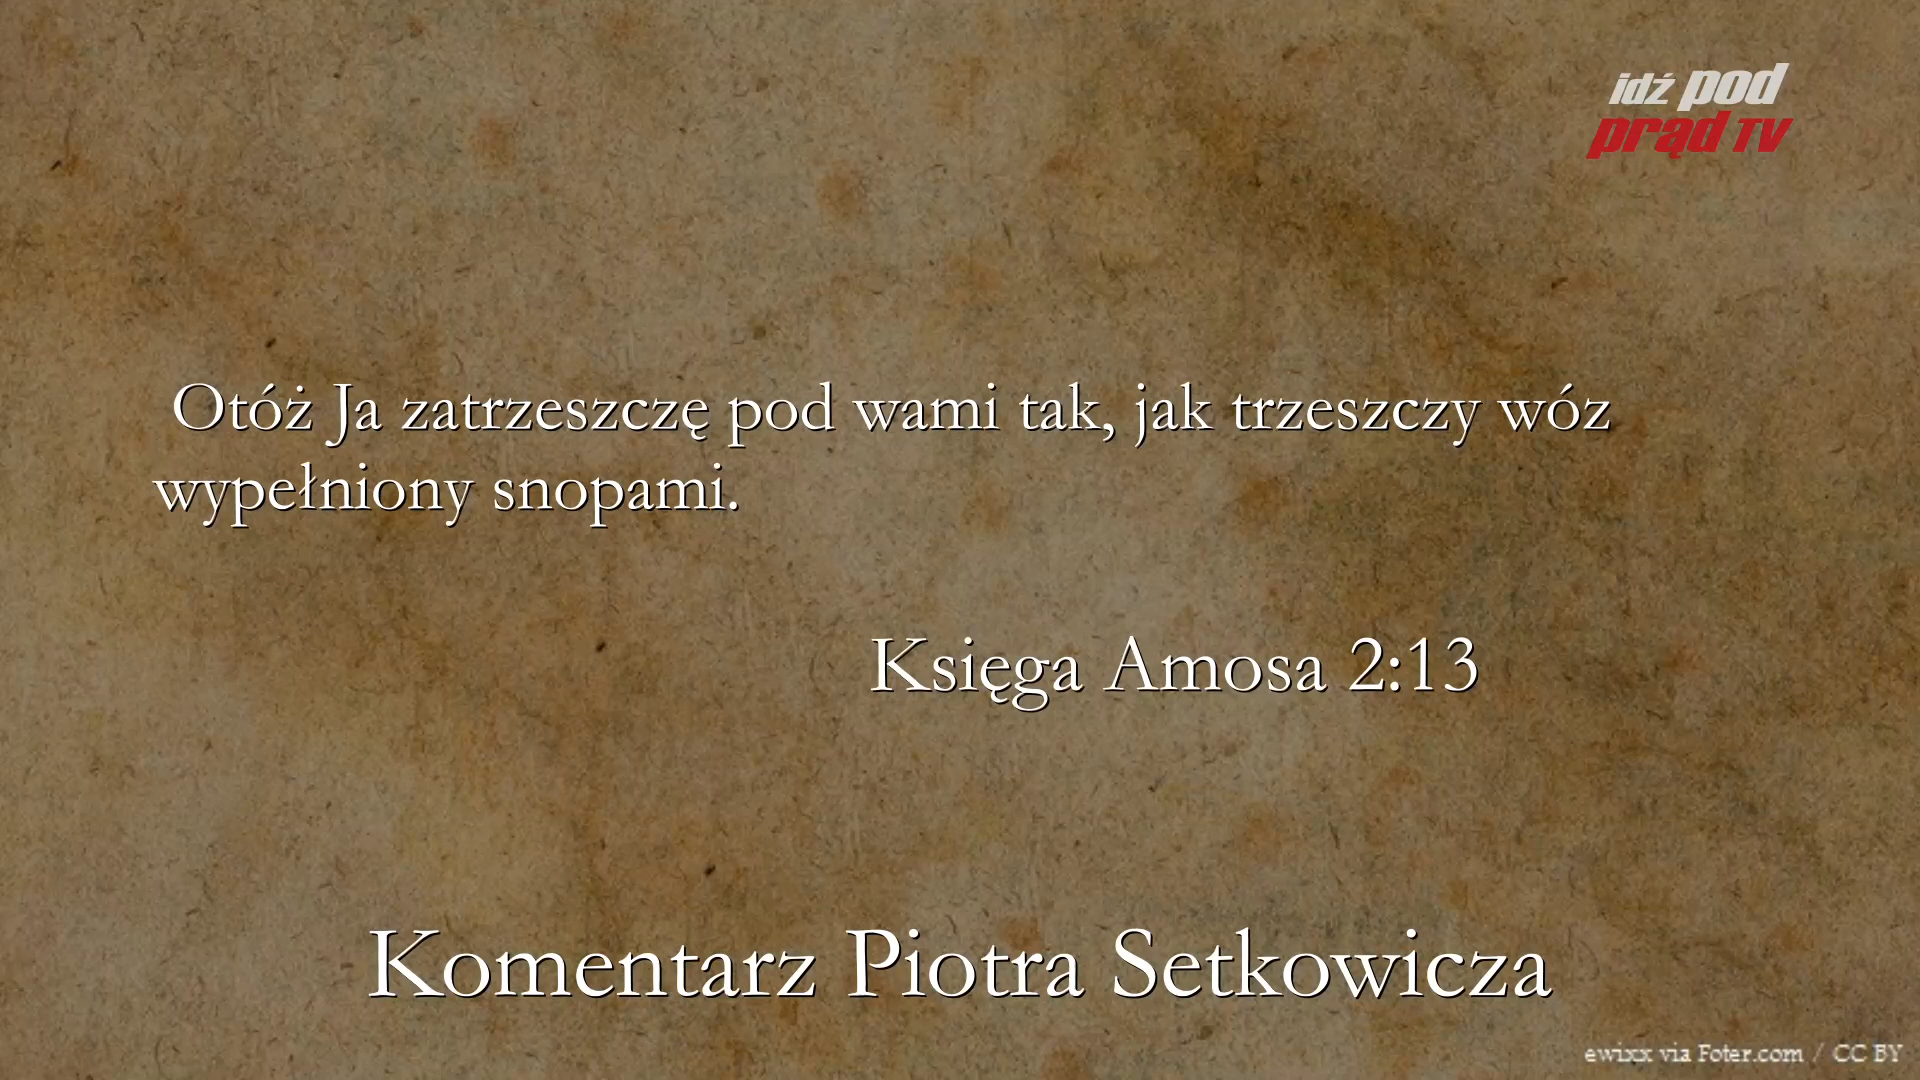 idź pod
prąd TV
Otóż Ja zatrzeszczę pod wami tak, jak trzeszczy wóz
wypełniony snopami.
Księga Amosa 2:13
Komentarz Piotra Setkowicza
ewixx via Foter.com / CC BY